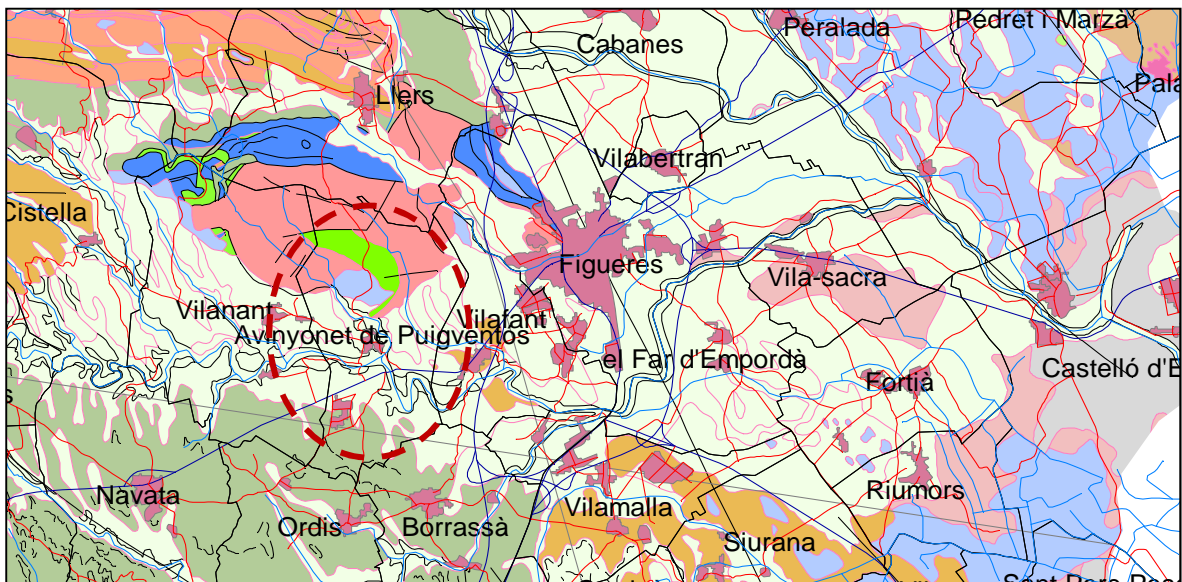 Cabanes
Peralada
Pedret i Marzà
Llers
Vilabertran
Cistella
Figueres
Vila-sacra
Vilanant
Vilafant
Avinyonet de Puigventós
el Far d'Empordà
Fortià
Castelló d'E
s
Navata
Ordis
Borrassà
Vilamalla
Riumors
Siurana